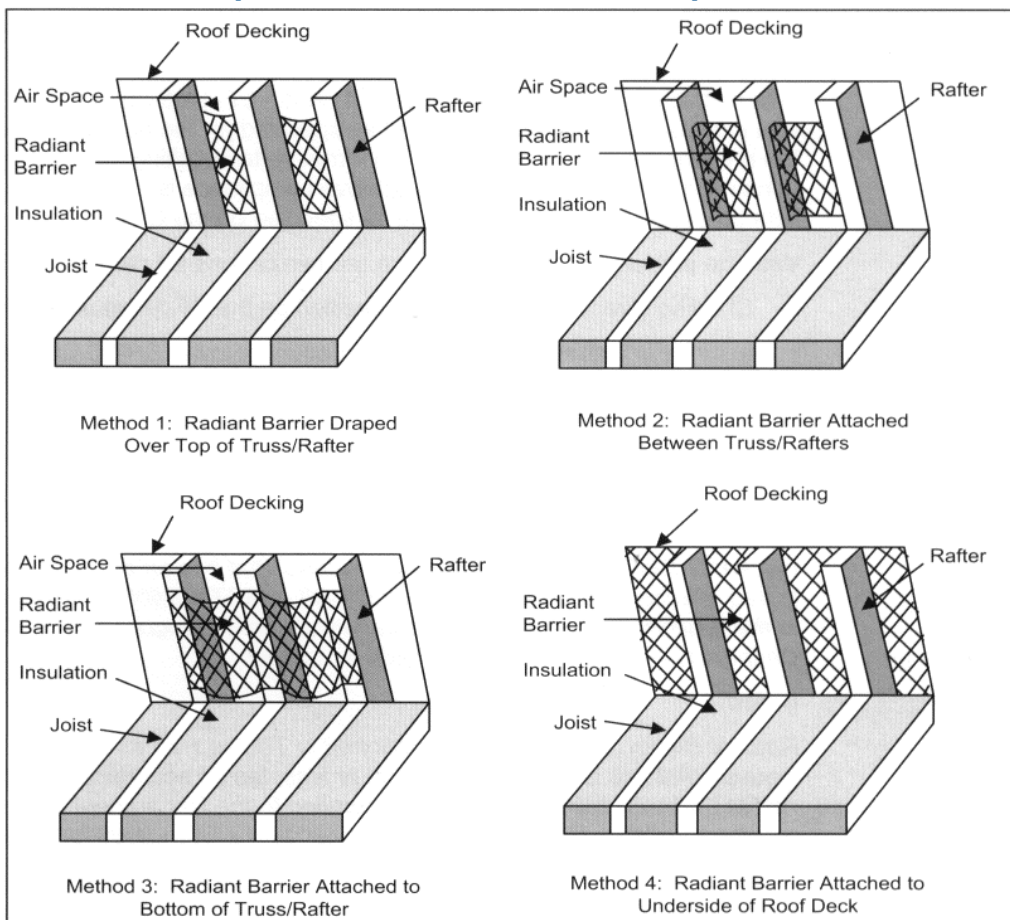 Roof Decking
Air Space
Rafter
Radiant
Barrier
Insulation
Joist
Method 1: Radiant Barrier Draped
Over Top of Truss/Rafter
Roof Decking
Air Space
Rafter
Radiant
Barrier
Insulation
Joist
Method 2: Radiant Barrier Attached
Between Truss/Rafters
Roof Decking
Air Space
Rafter
Radiant
Barrier
Insulation
Joist
Method 3: Radiant Barrier Attached to
Bottom of Truss/Rafter
Roof Decking
Rafter
Radiant
Barrier
Insulation
Joist
Method 4: Radiant Barrier Attached to
Underside of Roof Deck